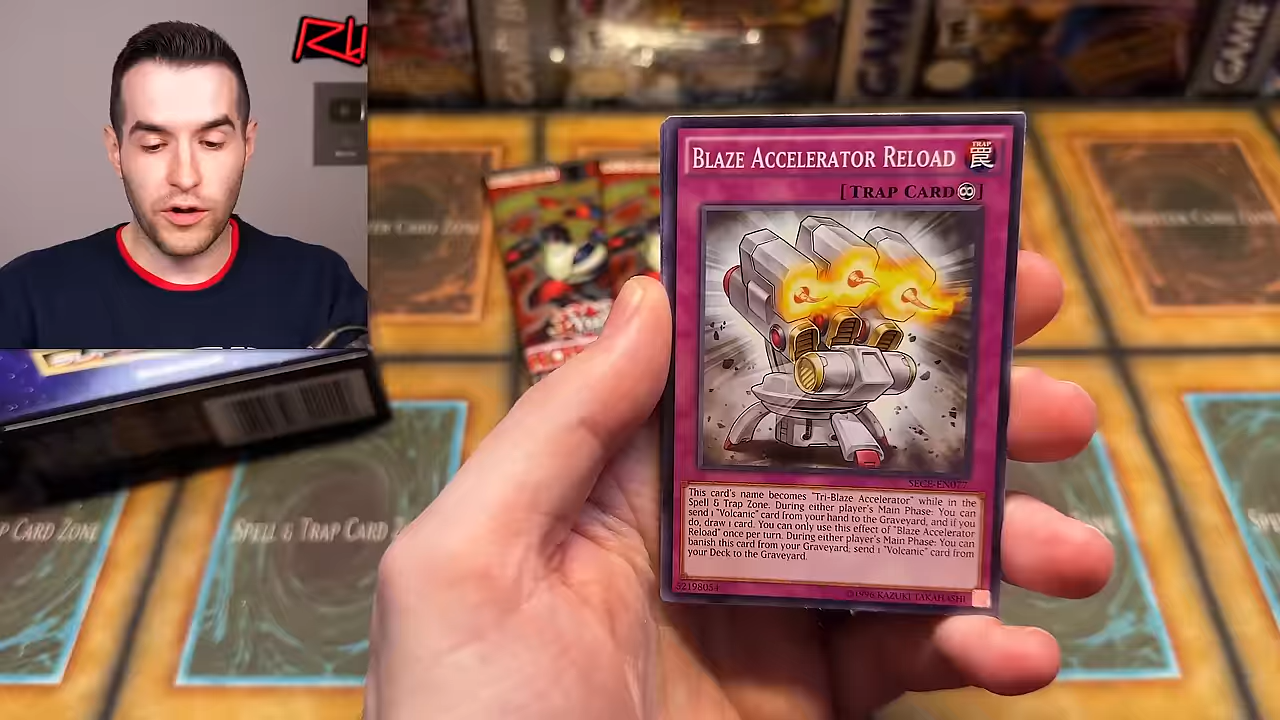 GAME
GAME
BLAZE ACCELERATOR RELOAD
TRAP
罠
[TRAP CARD]
SECE-EN077
This card's name becomes "Tri-Blaze Accelerator" while in the
Spell & Trap Zone. During either player's Main Phase: You can
send 1 "Volcanic" card from your hand to the Graveyard, and if you
do, draw 1 card. You can only use this effect of "Blaze Accelerator
Reload" once per turn. During either player's Main Phase: You can
banish this card from your Graveyard; send 1 "Volcanic" card from
your Deck to the Graveyard.
52198054
©1996 KAZUKI TAKAHASHI
CARD ZONE
SPELL & TRAP CARD Z
P CARD ZONE